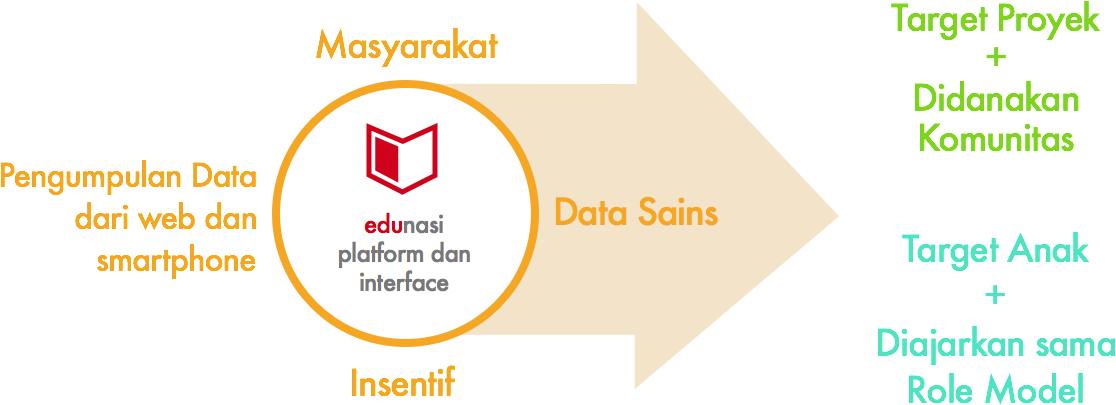 Masyarakat
Pengumpulan Data
dari web dan
smartphone
edunasi
platform dan
interface
Insentif
Data Sains
Target Proyek
+
Didanakan
Komunitas
Target Anak
+
Diajarkan sama
Role Model